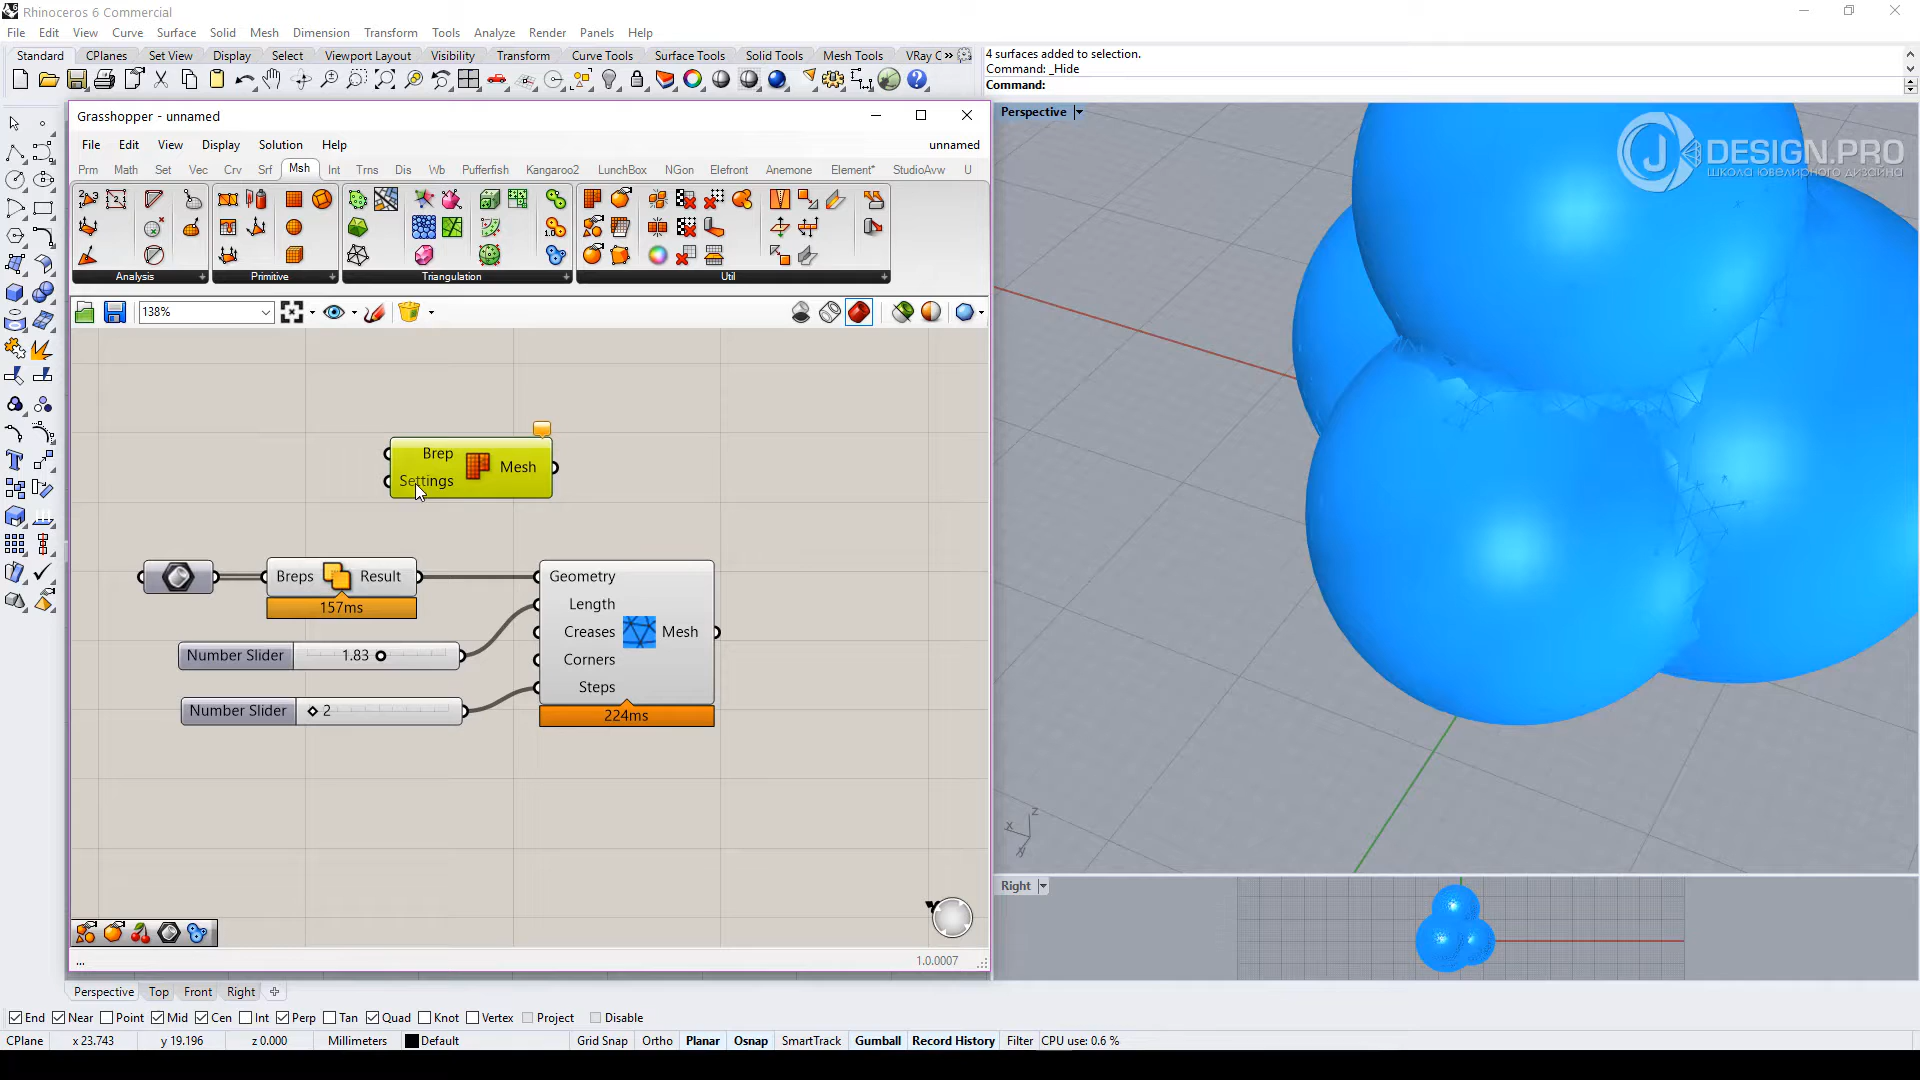 Rhinoceros 6 Commercial
File Edit View Curve Surface Solid Mesh Dimension Transform Tools Analyze Render Panels Help
Standard CPlanes Set View Display Select Viewport Layout Visibility Transform Curve Tools Surface Tools Solid Tools Mesh Tools VRay C »
4 surfaces added to selection.
Command: _Hide
Command:
Grasshopper - unnamed
File Edit View Display Solution Help unnamed
Prm Math Set Vec Crv Srf Msh Int Trns Dis Wb Pufferfish Kangaroo2 LunchBox NGon Elefront Anemone Element* StudioAvw U
Analysis Primitive Triangulation Util
138%
Brep
Settings
Mesh
Breps Result
157ms
Number Slider 1.83
Number Slider 2
Geometry
Length
Creases
Corners
Steps
Mesh
224ms
... 1.0.0007
Perspective
J DESIGN.PRO
школа ювелирного дизайна
z
x
y
Right
Perspective Top Front Right
End Near Point Mid Cen Int Perp Tan Quad Knot Vertex Project Disable
CPlane x 23.743 y 19.196 z 0.000 Millimeters Default Grid Snap Ortho Planar Osnap SmartTrack Gumball Record History Filter CPU use: 0.6 %